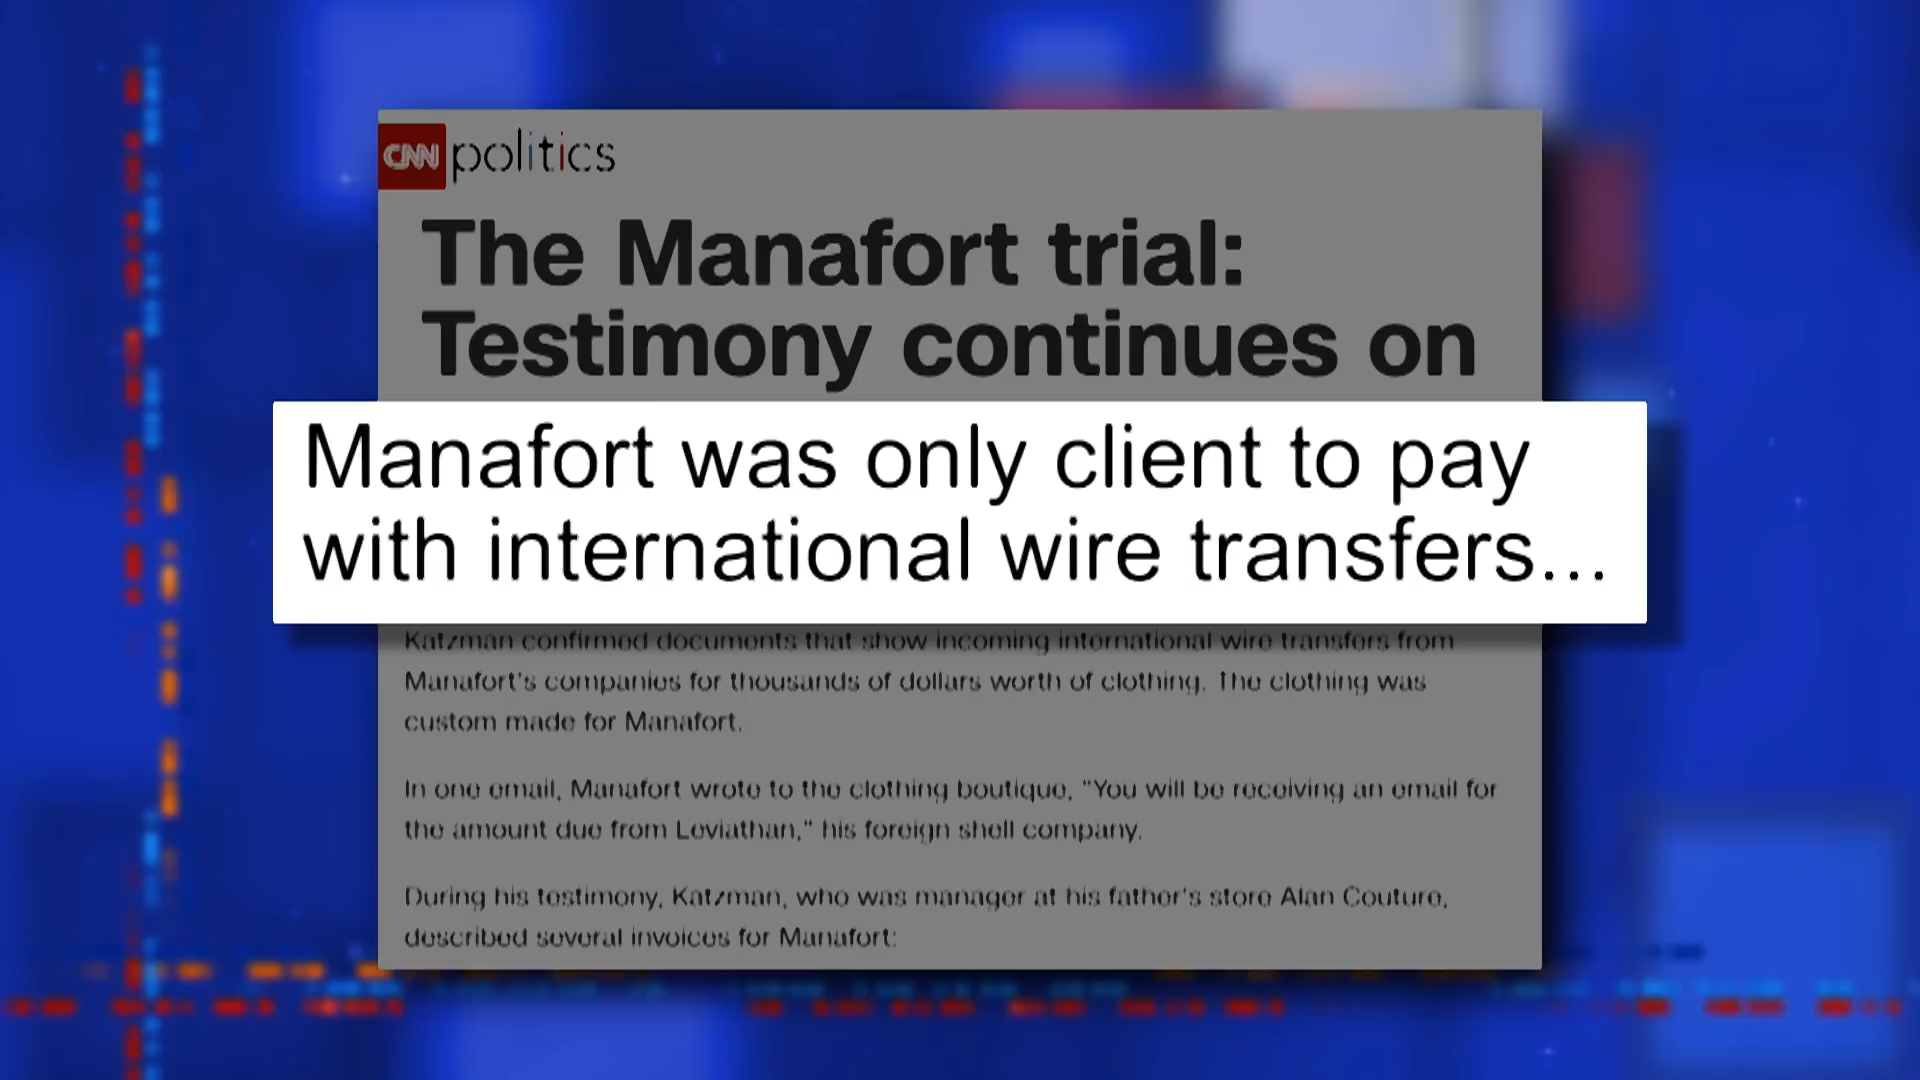 CNN politics
The Manafort trial:
Testimony continues on
Manafort was only client to pay
with international wire transfers...
Katzman confirmed documents that show incoming international wire transfers from
Manafort's companies for thousands of dollars worth of clothing. The clothing was
custom made for Manafort.
In one email, Manafort wrote to the clothing boutique, "You will be receiving an email for
the amount due from Leviathan," his foreign shell company.
During his testimony, Katzman, who was manager at his father's store Alan Couture,
described several invoices for Manafort: